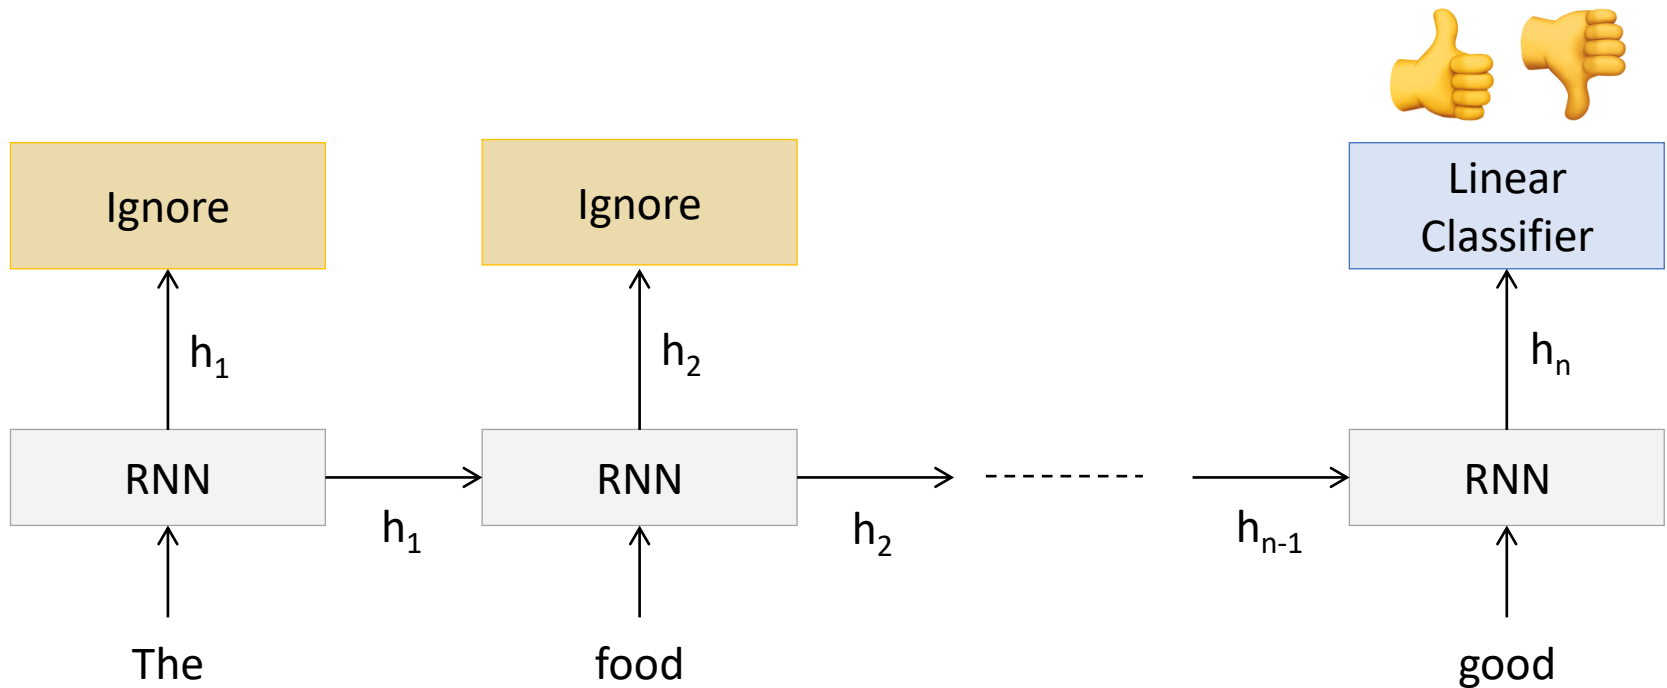 Ignore
Ignore
Linear
Classifier
h₁
h₂
hₙ
RNN
RNN
RNN
h₁
h₂
hₙ₋₁
The
food
good